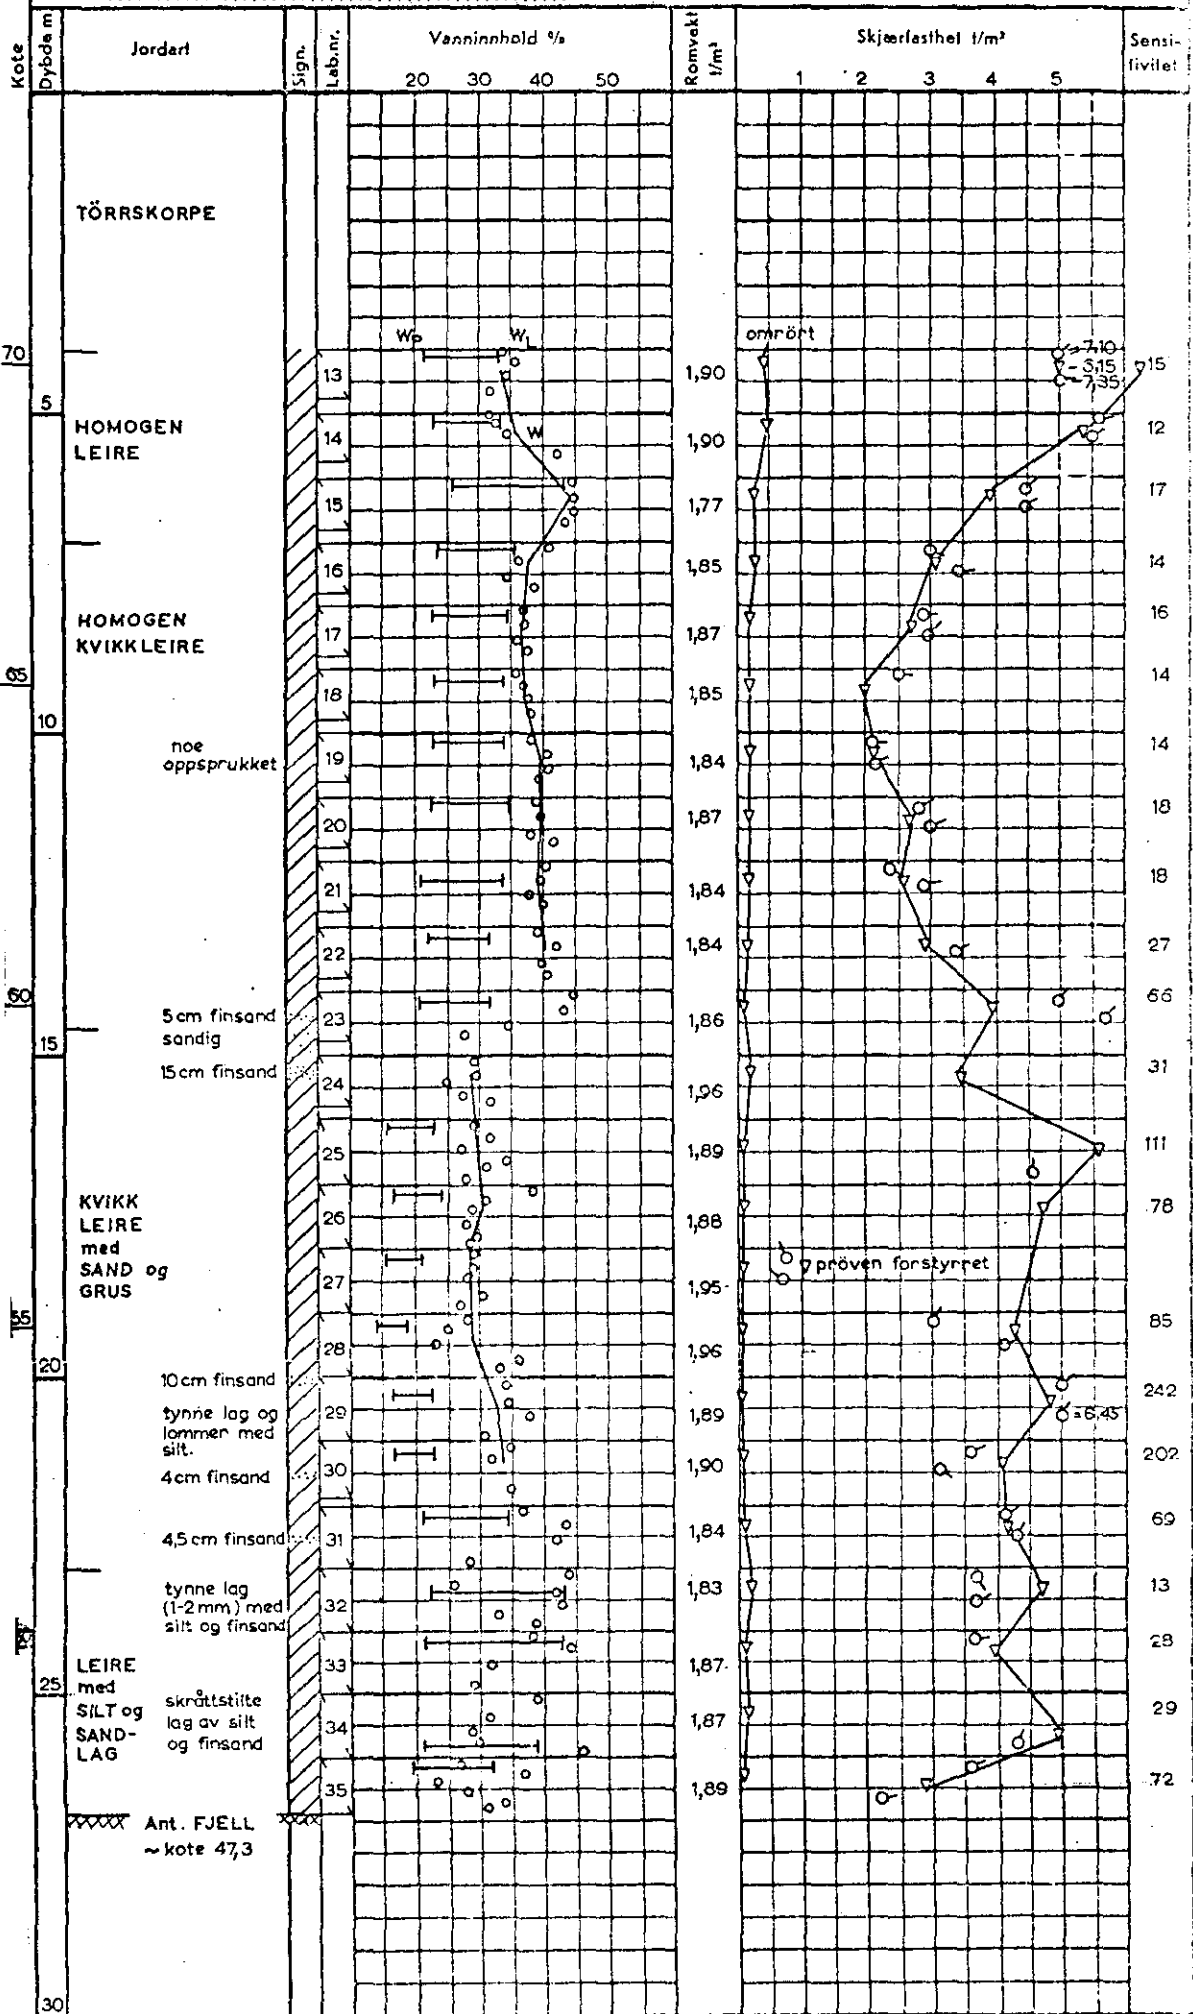 Kote
Dybde m
Jordart
Sign.
Lab.nr.
Vanninnhold %
20 30 40 50
Romvekt t/m³
Skjærfasthet t/m²
1 2 3 4 5
Sensi-
tivitet
TÖRRSKORPE
Wp WL
omrört
70
13
1,90
= 7,10
- 3,15
- 7,35
15
5
HOMOGEN
LEIRE
14
W
1,90
12
15
1,77
17
16
1,85
14
HOMOGEN
KVIKKLEIRE
17
1,87
16
65
18
1,85
14
10
noe
oppsprukket
19
1,84
14
20
1,87
18
21
1,84
18
22
1,84
27
60
5 cm finsand
sandig
23
1,86
66
15
15 cm finsand
24
1,96
31
25
1,89
111
KVIKK
LEIRE
med
SAND og
GRUS
26
1,88
78
27
1,95
pröven forstyrret
55
28
1,96
85
20
10 cm finsand
tynne lag og
lommer med
silt.
29
1,89
= 6,45
242
4 cm finsand
30
1,90
202
4,5 cm finsand
31
1,84
69
tynne lag
(1-2 mm) med
silt og finsand
32
1,83
13
33
1,87
28
LEIRE
med
SILT og
SAND-
LAG
25
skråttstilte
lag av silt
og finsand
34
1,87
29
35
1,89
72
Ant. FJELL
~ kote 47,3
30